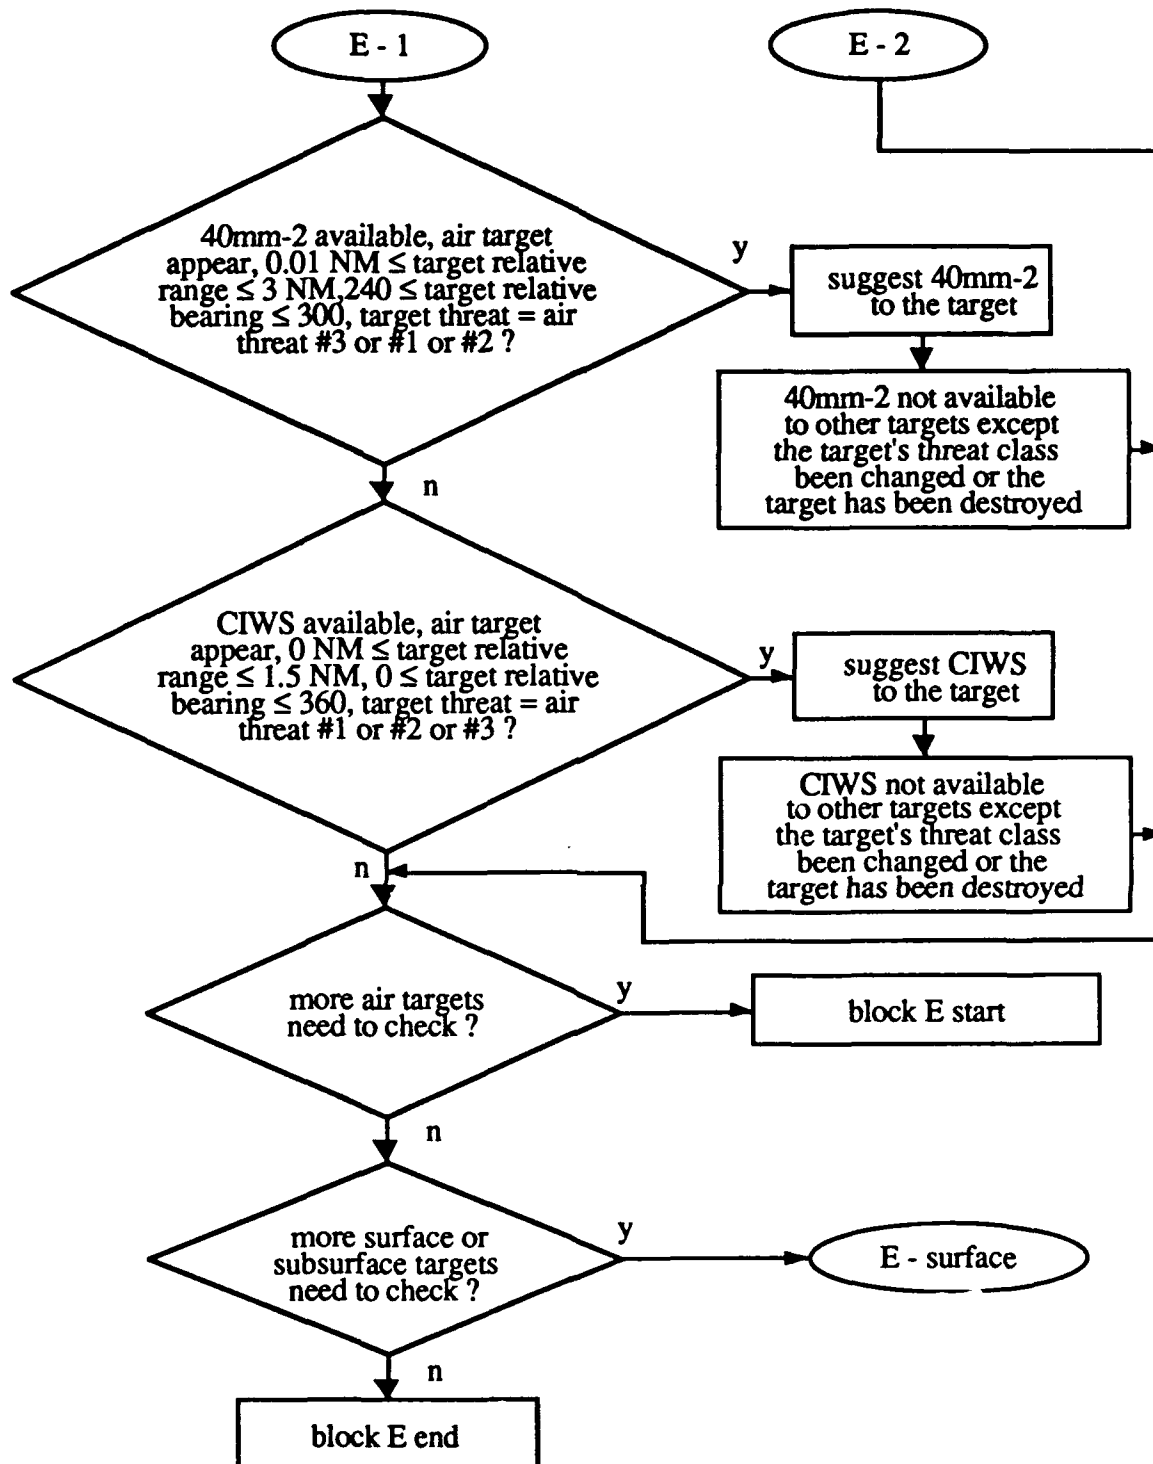 E - 1
E - 2
40mm-2 available, air target
appear, 0.01 NM ≤ target relative
range ≤ 3 NM,240 ≤ target relative
bearing ≤ 300, target threat = air
threat #3 or #1 or #2 ?
y
suggest 40mm-2
to the target
40mm-2 not available
to other targets except
the target's threat class
been changed or the
target has been destroyed
n
CIWS available, air target
appear, 0 NM ≤ target relative
range ≤ 1.5 NM, 0 ≤ target relative
bearing ≤ 360, target threat = air
threat #1 or #2 or #3 ?
y
suggest CIWS
to the target
CIWS not available
to other targets except
the target's threat class
been changed or the
target has been destroyed
n
more air targets
need to check ?
y
block E start
n
more surface or
subsurface targets
need to check ?
y
E - surface
n
block E end